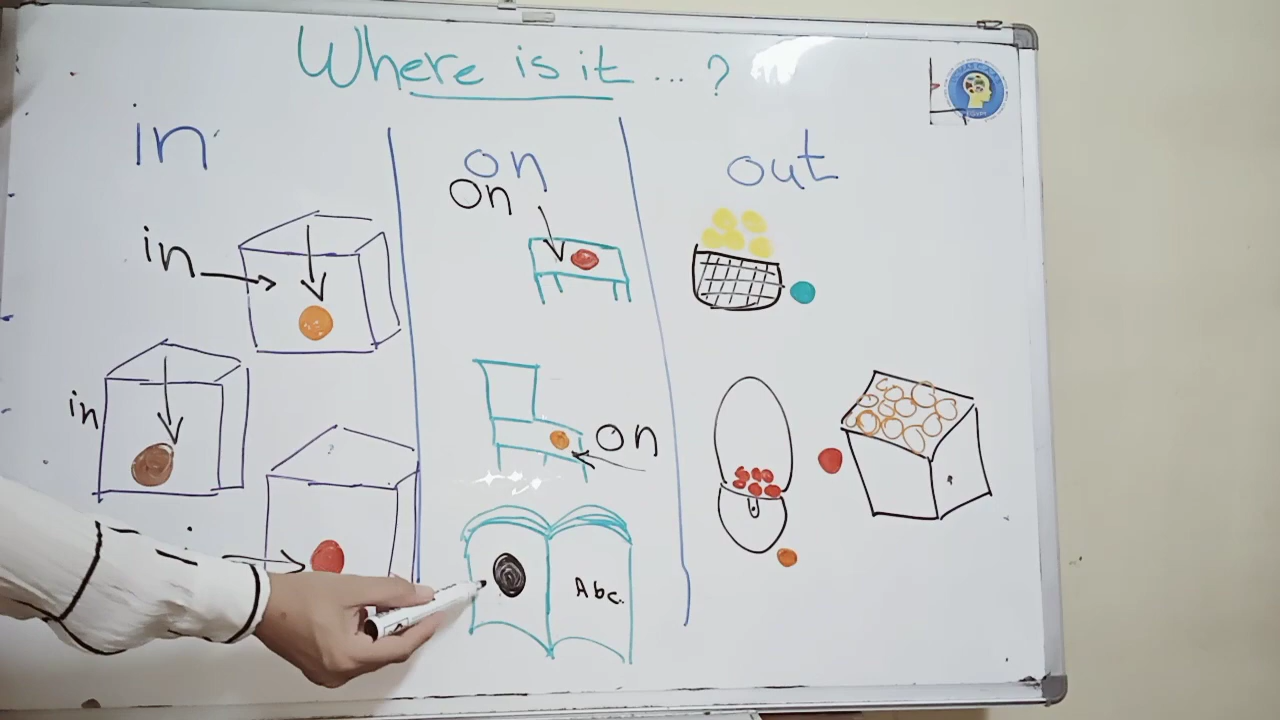 Where is it ... ?
in
on
out
on
in
in
on
Abc.